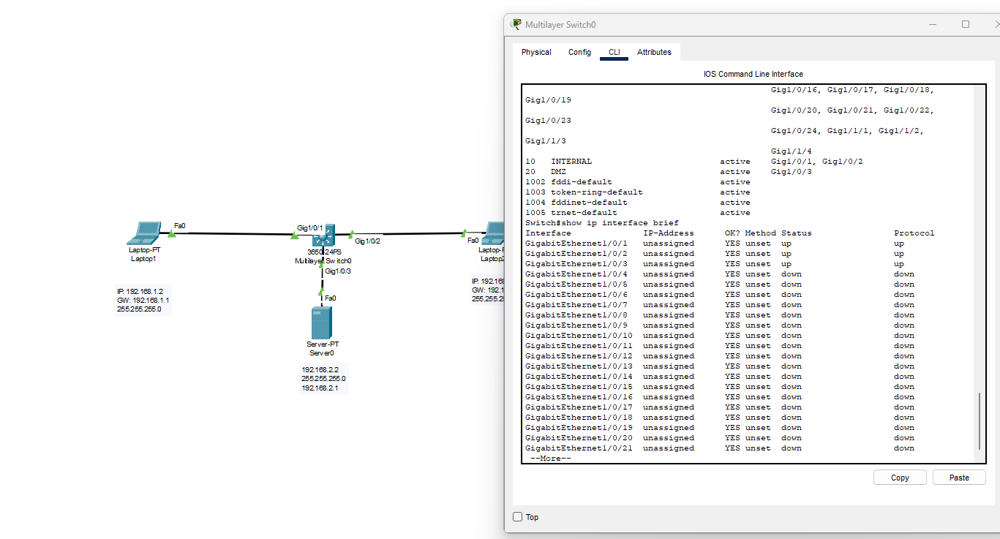 Multilayer Switch0
Physical Config CLI Attributes
IOS Command Line Interface
Gig1/0/16, Gig1/0/17, Gig1/0/18,
Gig1/0/19
Gig1/0/20, Gig1/0/21, Gig1/0/22,
Gig1/0/23
Gig1/0/24, Gig1/1/1, Gig1/1/2,
Gig1/1/3
Gig1/1/4
10 INTERNAL active Gig1/0/1, Gig1/0/2
20 DMZ active Gig1/0/3
1002 fddi-default active
1003 token-ring-default active
1004 fddinet-default active
1005 trnet-default active
Switch#show ip interface brief
Interface IP-Address OK? Method Status Protocol
GigabitEthernet1/0/1 unassigned YES unset up up
GigabitEthernet1/0/2 unassigned YES unset up up
GigabitEthernet1/0/3 unassigned YES unset up up
GigabitEthernet1/0/4 unassigned YES unset down down
GigabitEthernet1/0/5 unassigned YES unset down down
GigabitEthernet1/0/6 unassigned YES unset down down
GigabitEthernet1/0/7 unassigned YES unset down down
GigabitEthernet1/0/8 unassigned YES unset down down
GigabitEthernet1/0/9 unassigned YES unset down down
GigabitEthernet1/0/10 unassigned YES unset down down
GigabitEthernet1/0/11 unassigned YES unset down down
GigabitEthernet1/0/12 unassigned YES unset down down
GigabitEthernet1/0/13 unassigned YES unset down down
GigabitEthernet1/0/14 unassigned YES unset down down
GigabitEthernet1/0/15 unassigned YES unset down down
GigabitEthernet1/0/16 unassigned YES unset down down
GigabitEthernet1/0/17 unassigned YES unset down down
GigabitEthernet1/0/18 unassigned YES unset down down
GigabitEthernet1/0/19 unassigned YES unset down down
GigabitEthernet1/0/20 unassigned YES unset down down
GigabitEthernet1/0/21 unassigned YES unset down down
--More--
Copy Paste
Top
Fa0
Laptop-PT
Laptop1
IP: 192.168.1.2
GW: 192.168.1.1
255.255.255.0
Gig1/0/1
Gig1/0/2
3650-24PS
Multilayer Switch0
Gig1/0/3
Fa0
Server-PT
Server0
192.168.2.2
255.255.255.0
192.168.2.1
Fa0
IP: 192.168
GW: 192.1
255.255.2